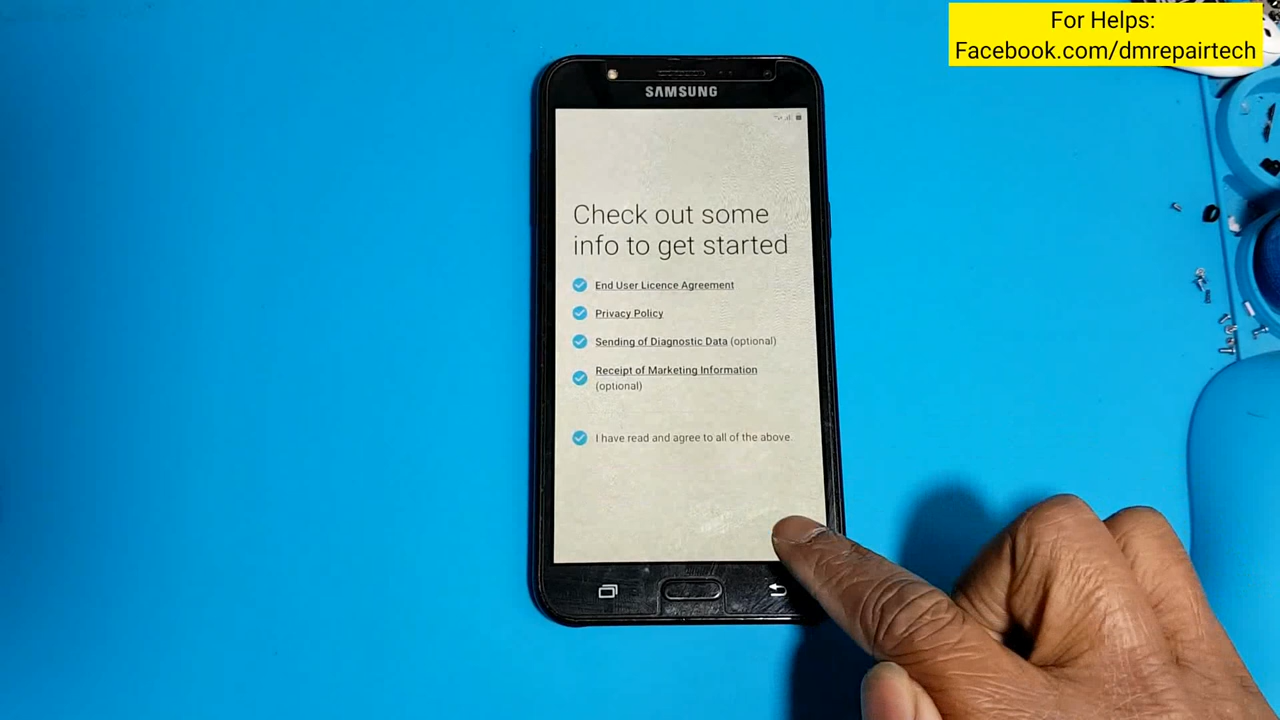 For Helps:
Facebook.com/dmrepairtech
SAMSUNG
Check out some
info to get started
End User Licence Agreement
Privacy Policy
Sending of Diagnostic Data (optional)
Receipt of Marketing Information
(optional)
I have read and agree to all of the above.